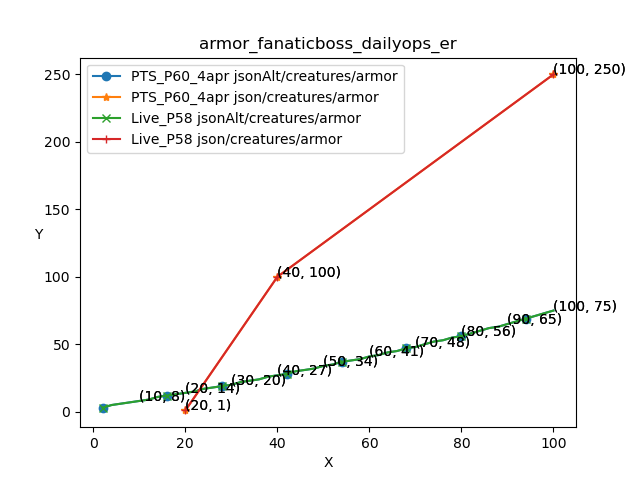 armor_fanaticboss_dailyops_er
PTS_P60_4apr jsonAlt/creatures/armor
PTS_P60_4apr json/creatures/armor
Live_P58 jsonAlt/creatures/armor
Live_P58 json/creatures/armor
(100, 250)
250
200
150
Y
100
50
0
(40, 100)
(100, 75)
(90, 65)
(80, 56)
(70, 48)
(60, 41)
(50, 34)
(40, 27)
(30, 20)
(20, 14)
(10, 8)
(20, 1)
0 20 40 60 80 100
X